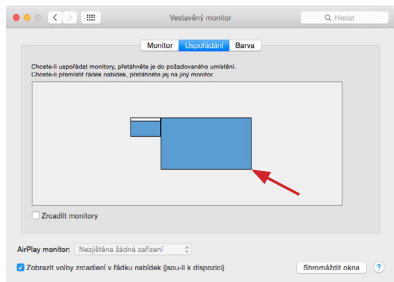 Vestavěný monitor
Hledat
Monitor Uspořádání Barva
Chcete-li uspořádat monitory, přetáhněte je do požadovaného umístění.
Chcete-li přemístit řádek nabídek, přetáhněte jej na jiný monitor.
Zrcadlit monitory
AirPlay monitor: Nezjištěna žádná zařízení
Zobrazit volby zrcadlení v řádku nabídek (jsou-li k dispozici)
Shromáždit okna ?